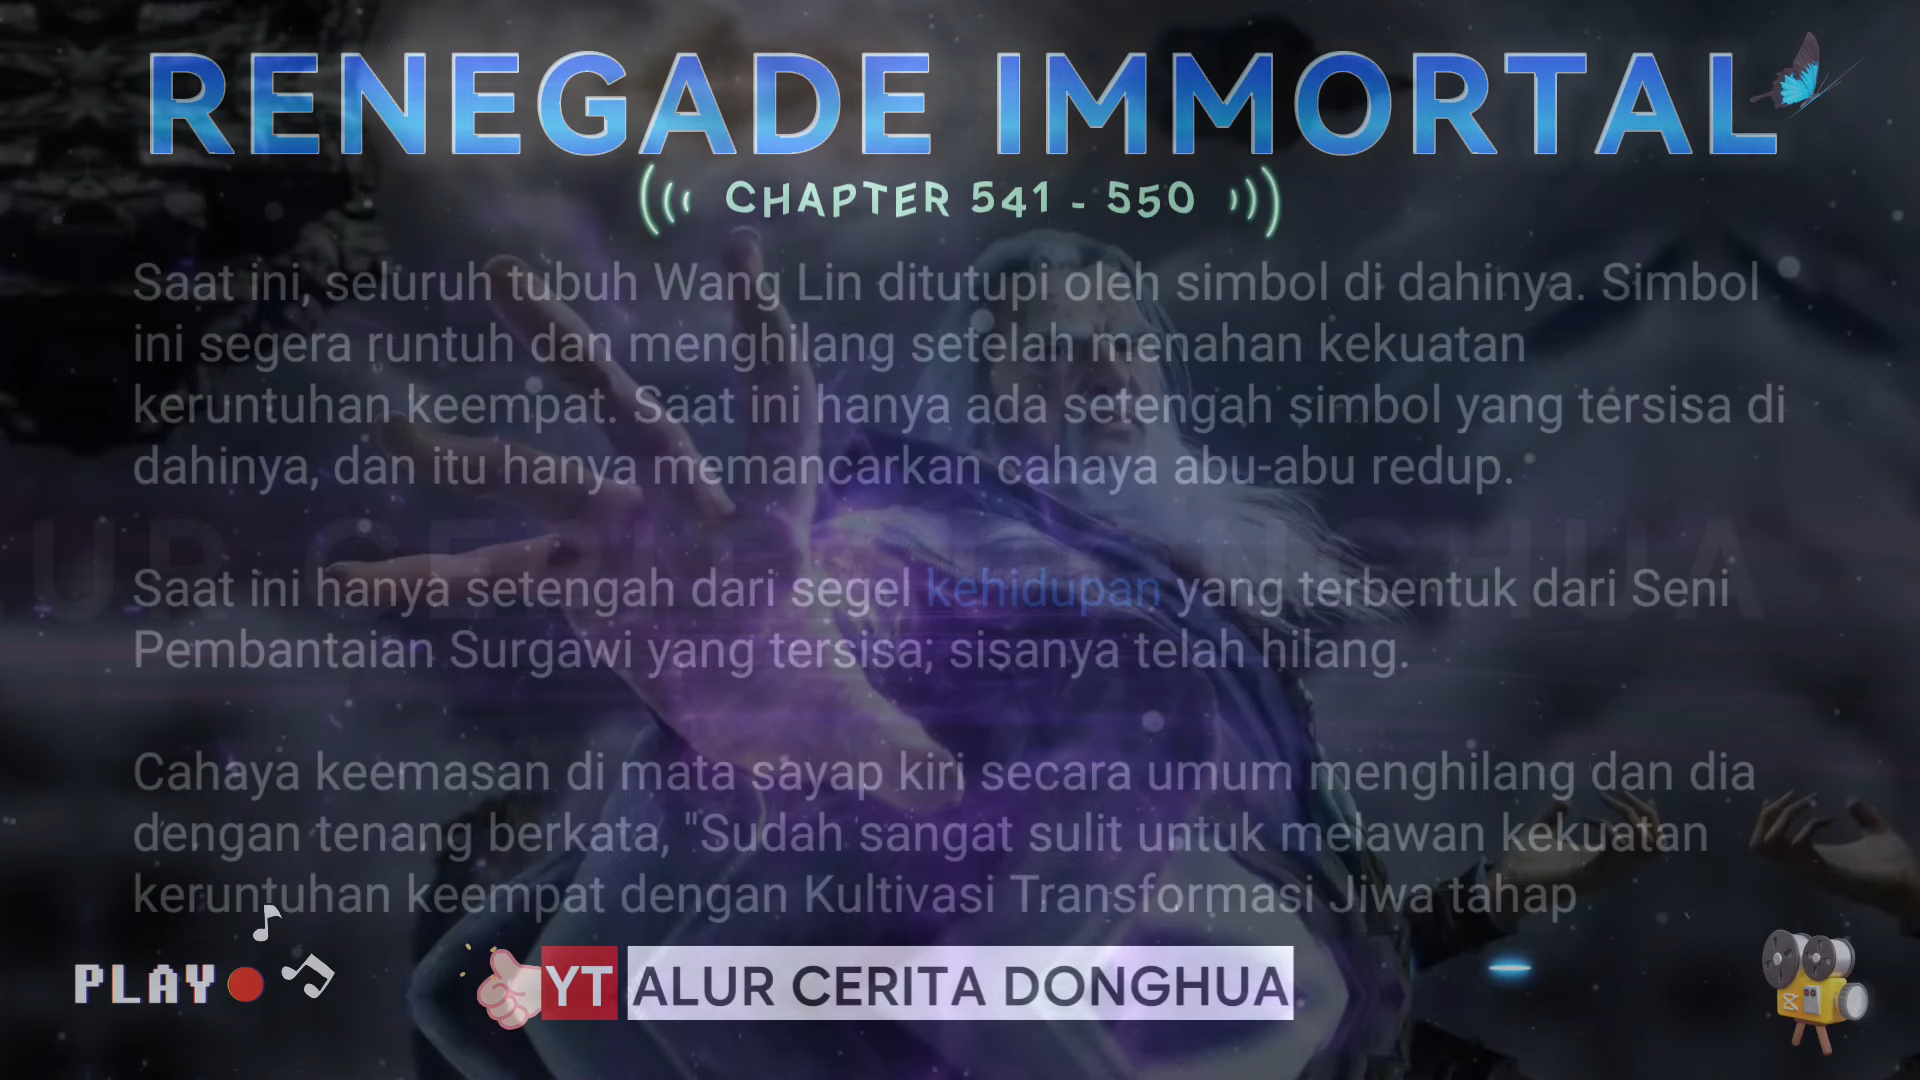 RENEGADE IMMORTAL
CHAPTER 541 - 550
Saat ini, seluruh tubuh Wang Lin ditutupi oleh simbol di dahinya. Simbol
ini segera runtuh dan menghilang setelah menahan kekuatan
keruntuhan keempat. Saat ini hanya ada setengah simbol yang tersisa di
dahinya, dan itu hanya memancarkan cahaya abu-abu redup.
Saat ini hanya setengah dari segel kehidupan yang terbentuk dari Seni
Pembantaian Surgawi yang tersisa; sisanya telah hilang.
Cahaya keemasan di mata sayap kiri secara umum menghilang dan dia
dengan tenang berkata, "Sudah sangat sulit untuk melawan kekuatan
keruntuhan keempat dengan Kultivasi Transformasi Jiwa tahap
PLAY
YT ALUR CERITA DONGHUA